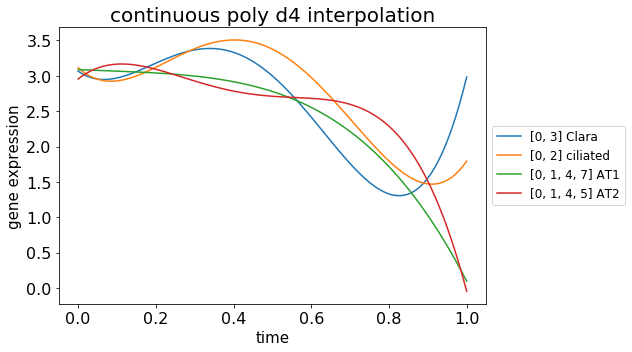 continuous poly d4 interpolation
gene expression
3.5
3.0
2.5
2.0
1.5
1.0
0.5
0.0
0.0 0.2 0.4 0.6 0.8 1.0
time
[0, 3] Clara
[0, 2] ciliated
[0, 1, 4, 7] AT1
[0, 1, 4, 5] AT2